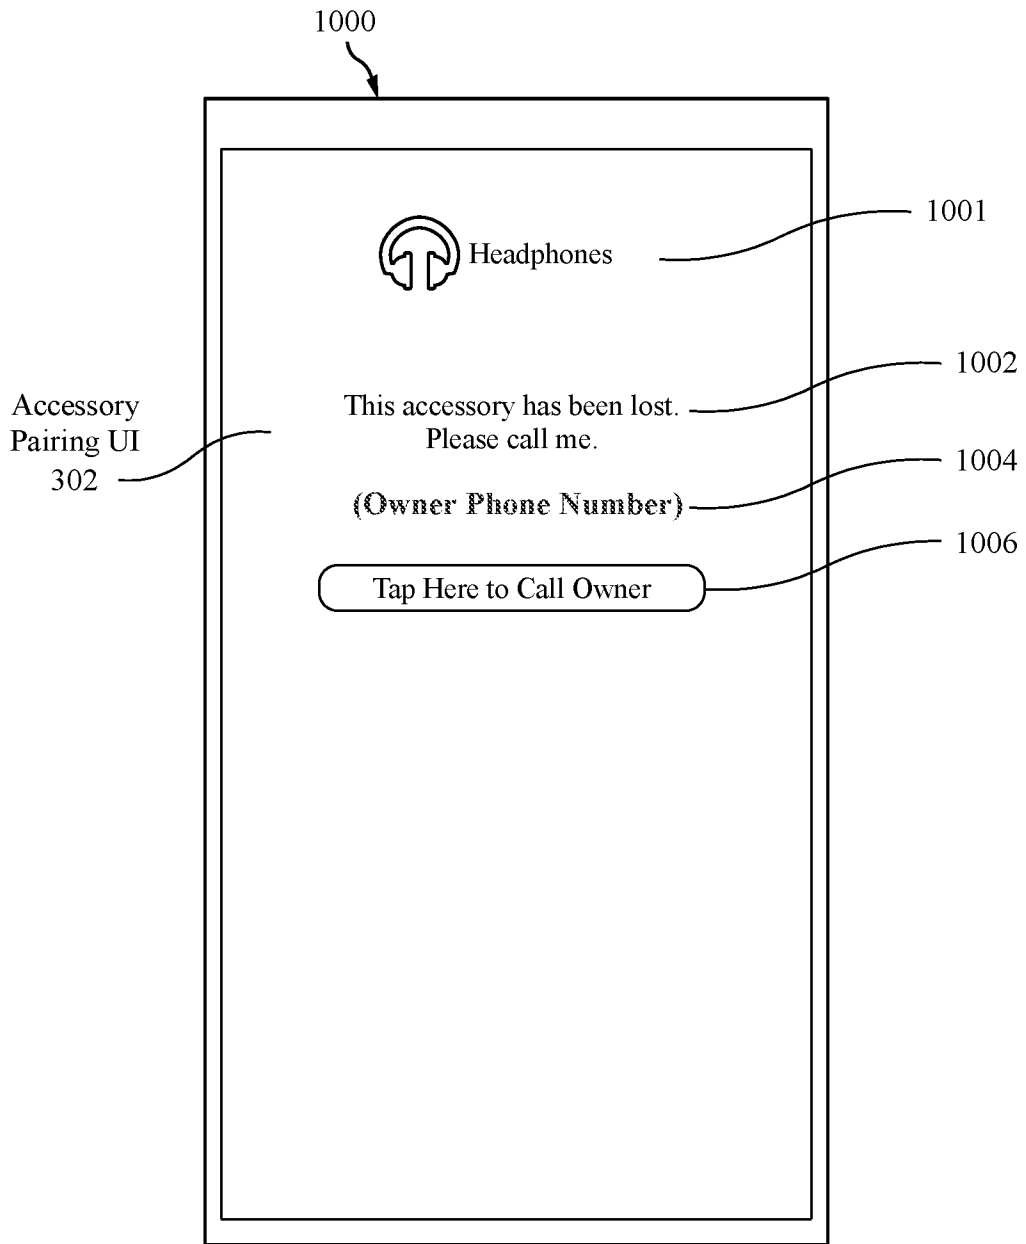 1000
1001
Headphones
1002
This accessory has been lost.
Please call me.
Accessory
Pairing UI
302
1004
(Owner Phone Number)
1006
Tap Here to Call Owner